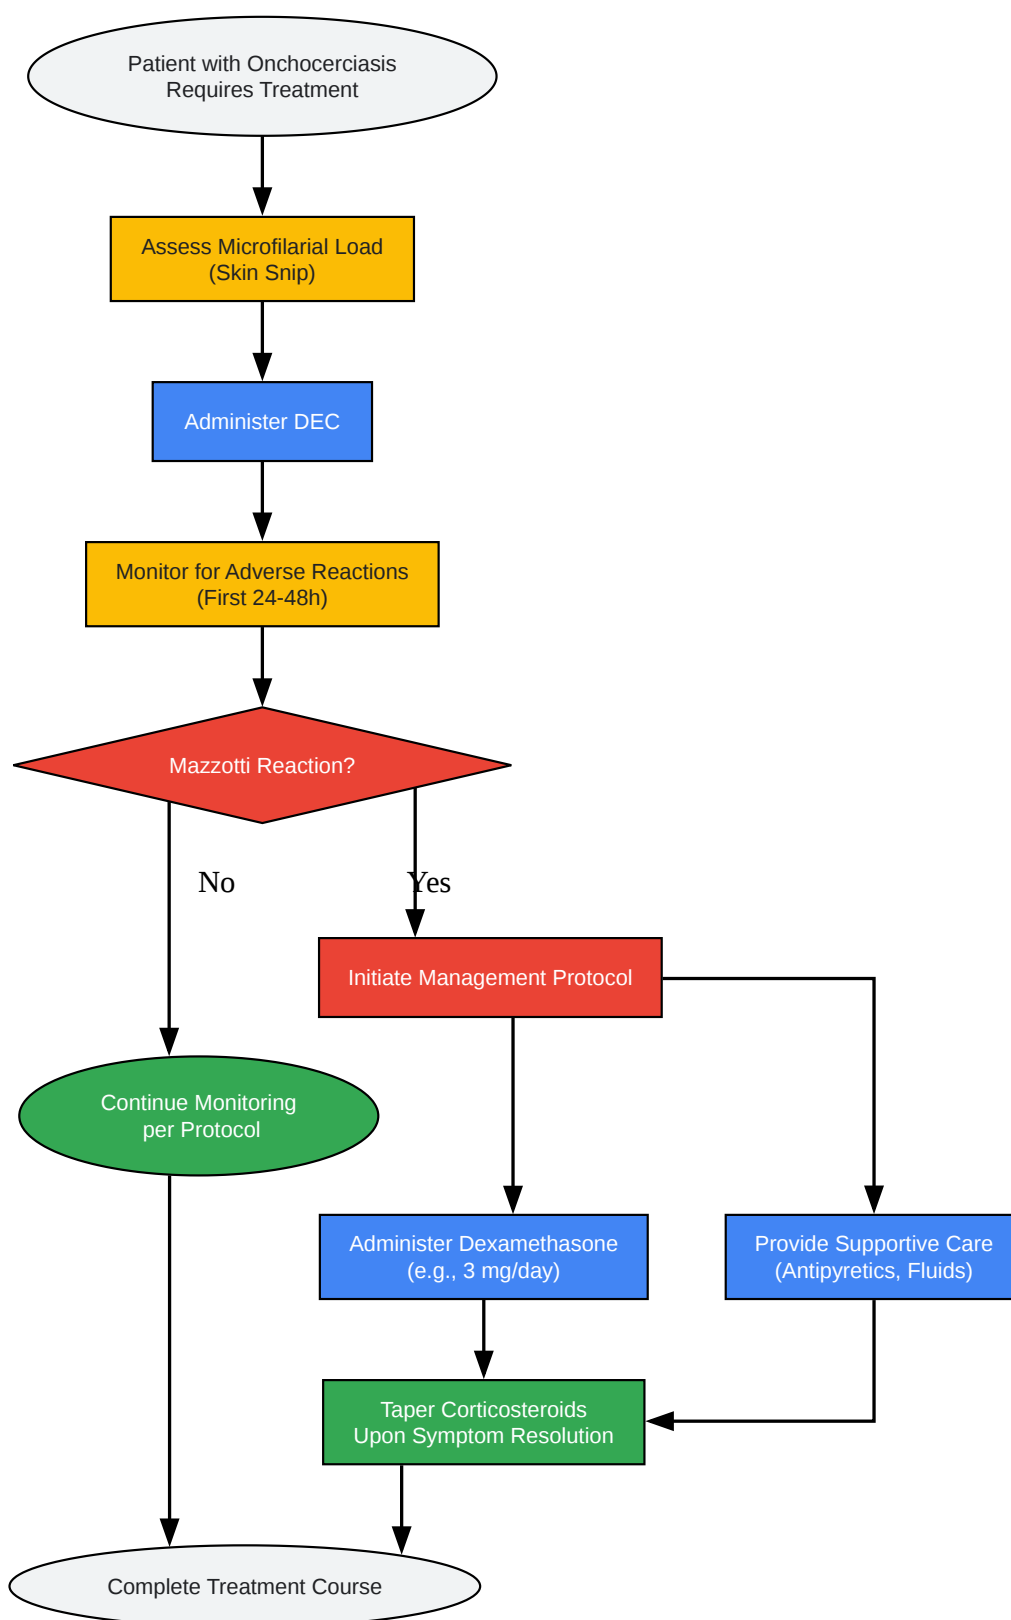 Patient with Onchocerciasis
Requires Treatment
Assess Microfilarial Load
(Skin Snip)
Administer DEC
Monitor for Adverse Reactions
(First 24-48h)
Mazzotti Reaction?
No
Yes
Initiate Management Protocol
Continue Monitoring
per Protocol
Administer Dexamethasone
(e.g., 3 mg/day)
Provide Supportive Care
(Antipyretics, Fluids)
Taper Corticosteroids
Upon Symptom Resolution
Complete Treatment Course